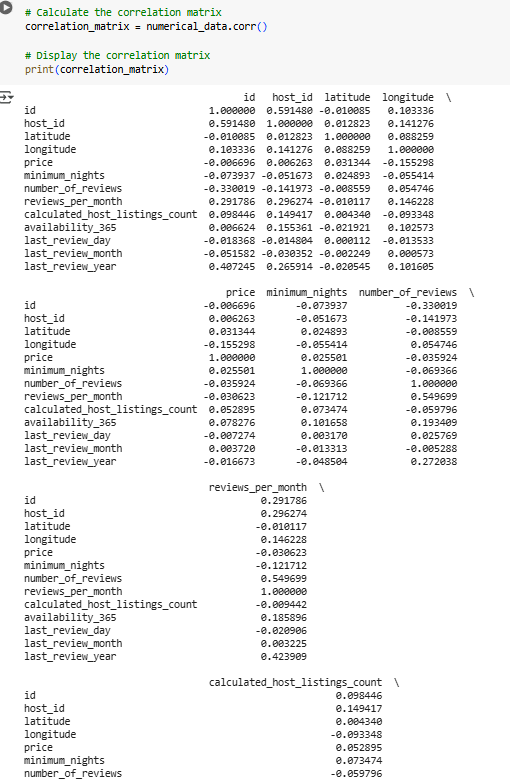 # Calculate the correlation matrix
correlation_matrix = numerical_data.corr()
# Display the correlation matrix
print(correlation_matrix)
id host_id latitude longitude \
id 1.000000 0.591480 -0.010085 0.103336
host_id 0.591480 1.000000 0.012823 0.141276
latitude -0.010085 0.012823 1.000000 0.088259
longitude 0.103336 0.141276 0.088259 1.000000
price -0.006696 0.006263 0.031344 -0.155298
minimum_nights -0.073937 -0.051673 0.024893 -0.055414
number_of_reviews -0.330019 -0.141973 -0.008559 0.054746
reviews_per_month 0.291786 0.296274 -0.010117 0.146228
calculated_host_listings_count 0.098446 0.149417 0.004340 -0.093348
availability_365 0.006624 0.155361 -0.021921 0.102573
last_review_day -0.018368 -0.014804 0.000112 -0.013533
last_review_month -0.051582 -0.030352 -0.002249 0.000573
last_review_year 0.407245 0.265914 -0.020545 0.101605
price minimum_nights number_of_reviews \
id -0.006696 -0.073937 -0.330019
host_id 0.006263 -0.051673 -0.141973
latitude 0.031344 0.024893 -0.008559
longitude -0.155298 -0.055414 0.054746
price 1.000000 0.025501 -0.035924
minimum_nights 0.025501 1.000000 -0.069366
number_of_reviews -0.035924 -0.069366 1.000000
reviews_per_month -0.030623 -0.121712 0.549699
calculated_host_listings_count 0.052895 0.073474 -0.059796
availability_365 0.078276 0.101658 0.193409
last_review_day -0.007274 0.003170 0.025769
last_review_month 0.003720 -0.013313 -0.005288
last_review_year -0.016673 -0.048504 0.272038
reviews_per_month \
id 0.291786
host_id 0.296274
latitude -0.010117
longitude 0.146228
price -0.030623
minimum_nights -0.121712
number_of_reviews 0.549699
reviews_per_month 1.000000
calculated_host_listings_count -0.009442
availability_365 0.185896
last_review_day -0.020906
last_review_month 0.003225
last_review_year 0.423909
calculated_host_listings_count \
id 0.098446
host_id 0.149417
latitude 0.004340
longitude -0.093348
price 0.052895
minimum_nights 0.073474
number_of_reviews -0.059796